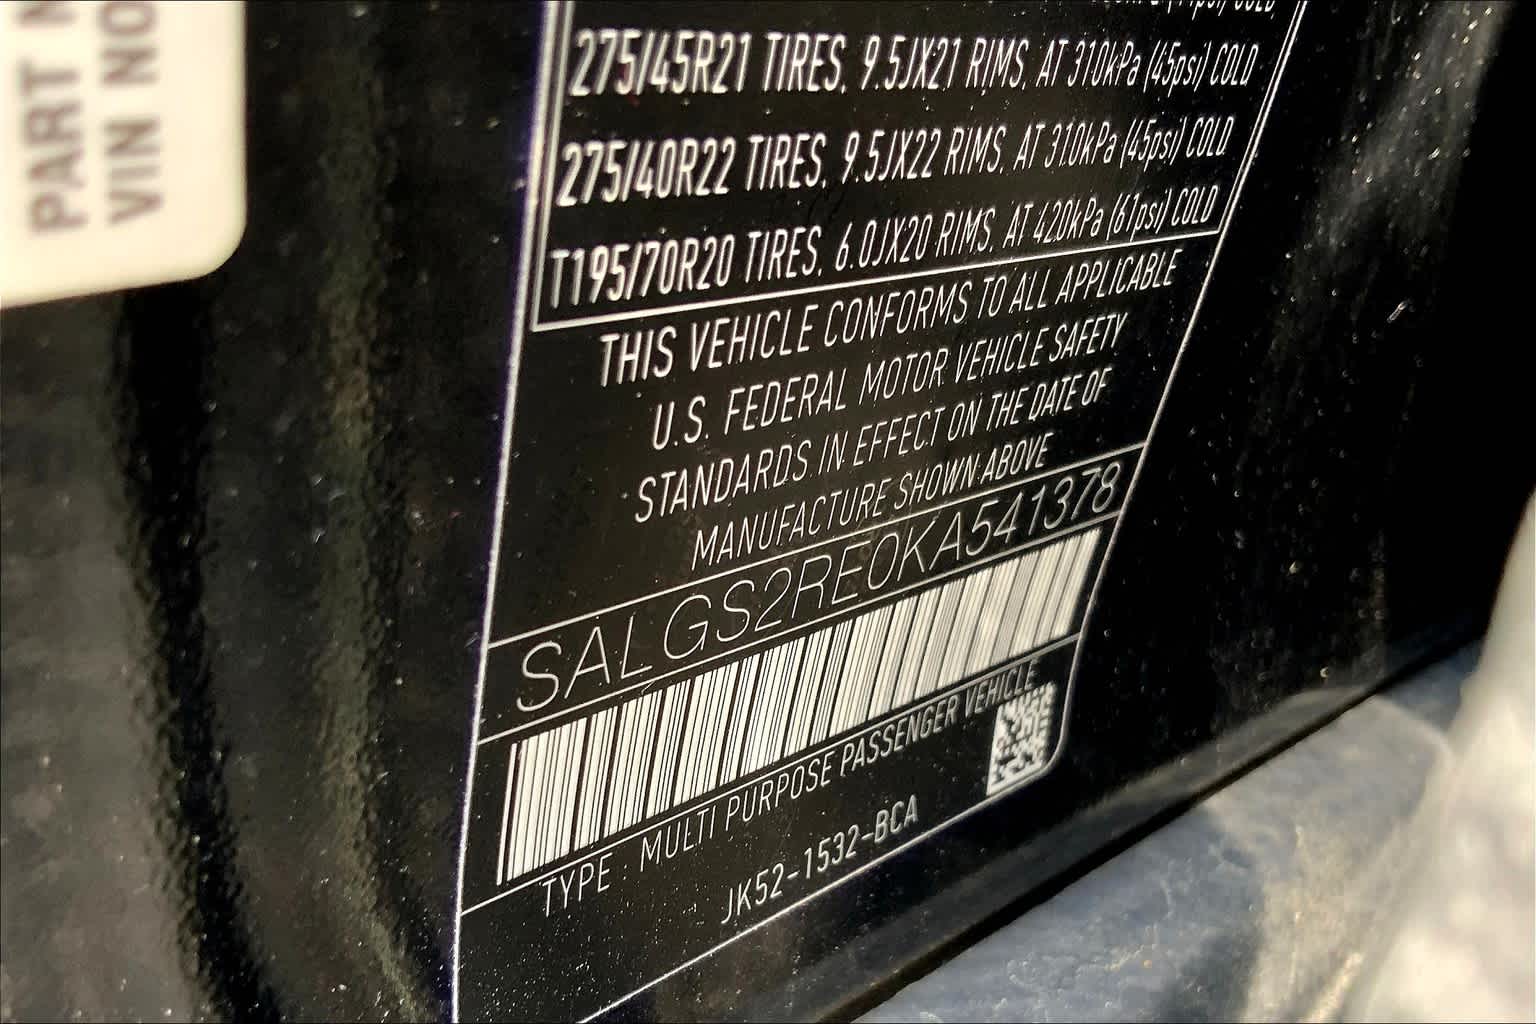 PART N
VIN NO
275/45R21 TIRES, 9.5JX21 RIMS, AT 310kPa (45psi) COLD
275/40R22 TIRES, 9.5JX22 RIMS, AT 310kPa (45psi) COLD
T195/70R20 TIRES, 6.0JX20 RIMS, AT 420kPa (61psi) COLD
THIS VEHICLE CONFORMS TO ALL APPLICABLE
U.S. FEDERAL MOTOR VEHICLE SAFETY
STANDARDS IN EFFECT ON THE DATE OF
MANUFACTURE SHOWN ABOVE
SALGS2RE0KA541378
TYPE : MULTI PURPOSE PASSENGER VEHICLE
JK52-1532-BCA